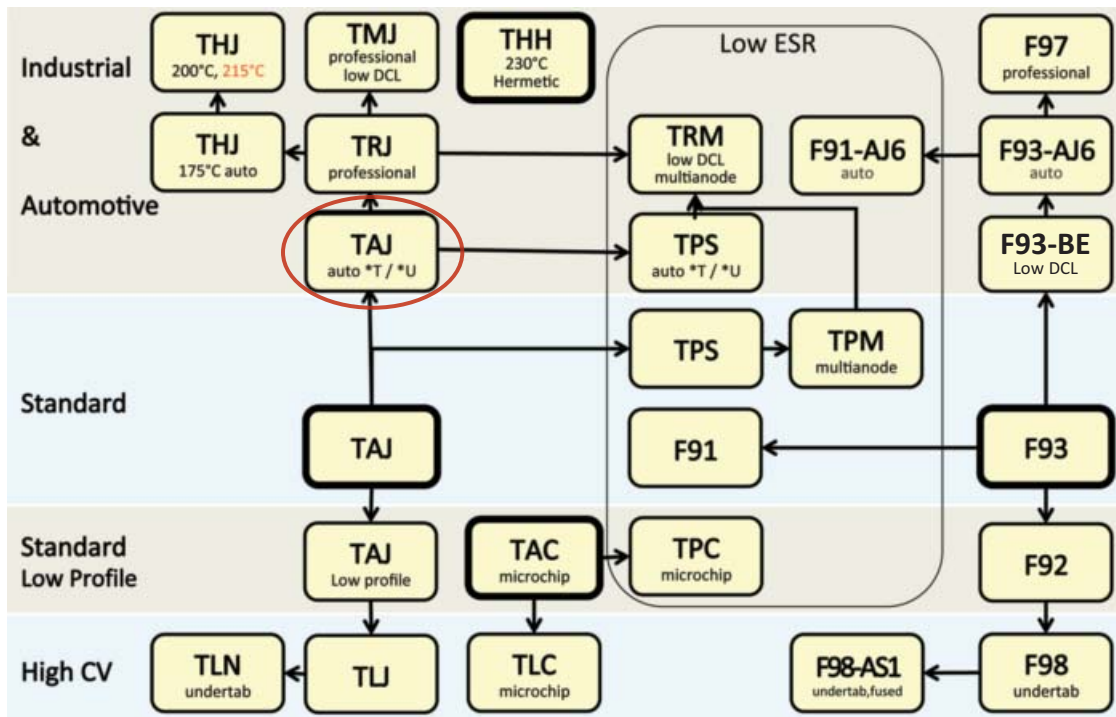 Industrial
&
Automotive
THJ
200°C, 215°C
TMJ
professional
low DCL
THH
230°C
Hermetic
Low ESR
F97
professional
THJ
175°C auto
TRJ
professional
TRM
low DCL
multianode
F91-AJ6
auto
F93-AJ6
auto
TAJ
auto *T / *U
TPS
auto *T / *U
F93-BE
Low DCL
Standard
TPS
TPM
multianode
TAJ
F91
F93
Standard
Low Profile
TAJ
Low profile
TAC
microchip
TPC
microchip
F92
High CV
TLN
undertab
TLJ
TLC
microchip
F98-AS1
undertab,fused
F98
undertab